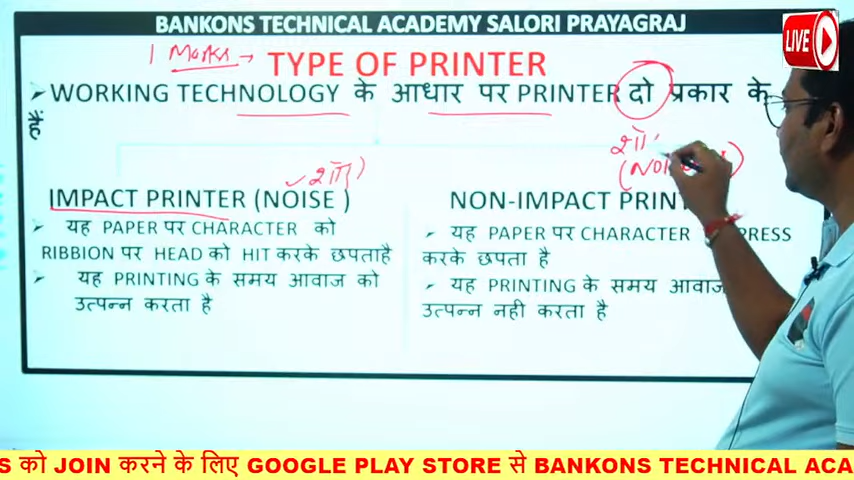 BANKONS TECHNICAL ACADEMY SALORI PRAYAGRAJ
LIVE
1 Marks →
TYPE OF PRINTER
➢WORKING TECHNOLOGY के आधार पर PRINTER दो प्रकार के
हैं
IMPACT PRINTER (NOISE )
➢ यह PAPER पर CHARACTER को
RIBBION पर HEAD को HIT करके छपताहै
➢ यह PRINTING के समय आवाज को
उत्पन्न करता है
NON-IMPACT PRIN
➢ यह PAPER पर CHARACTER PRESS
करके छपता है
➢ यह PRINTING के समय आवाज
उत्पन्न नही करता है
S को JOIN करने के लिए GOOGLE PLAY STORE से BANKONS TECHNICAL ACA